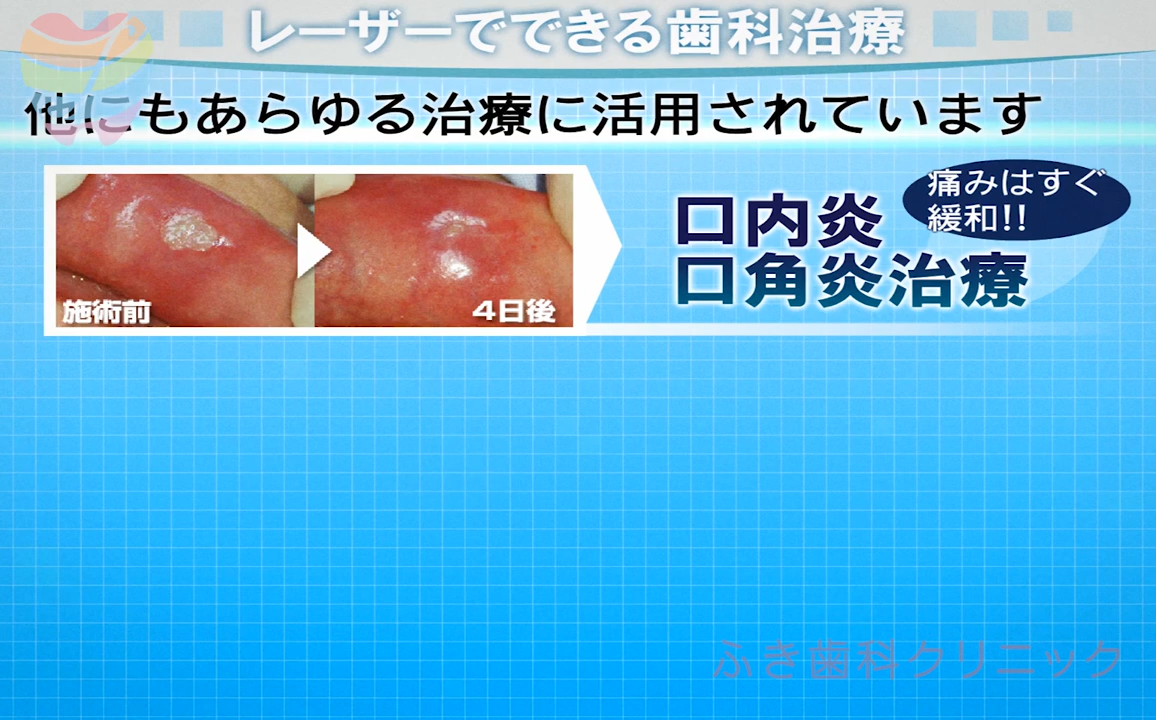 レーザーでできる歯科治療
他にもあらゆる治療に活用されています
痛みはすぐ
緩和!!
口内炎
口角炎治療
施術前
4日後
ふき歯科クリニック